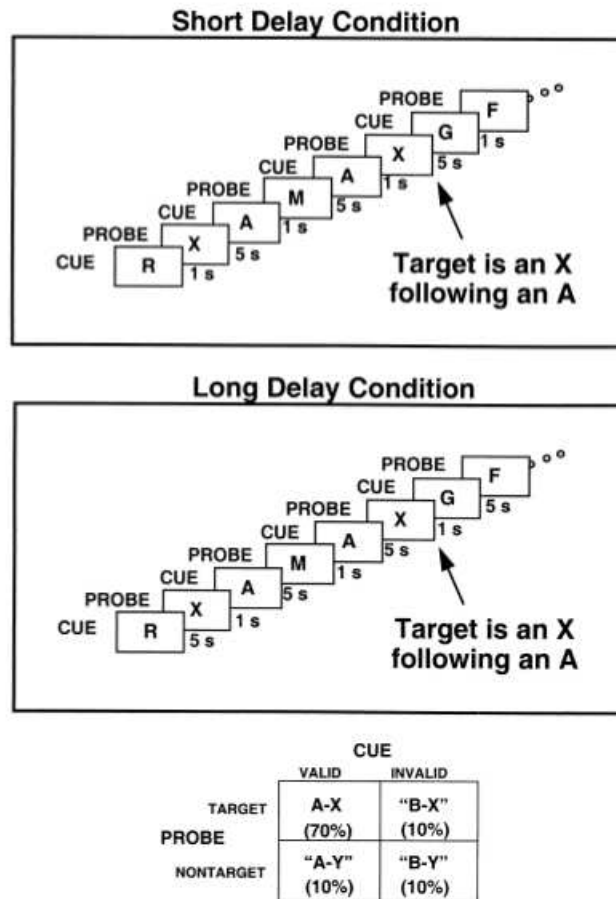 Short Delay Condition
CUE PROBE CUE PROBE CUE PROBE CUE PROBE
R X A M A X G F
1 s 5 s 1 s 5 s 1 s 5 s 1 s
Target is an X
following an A
Long Delay Condition
CUE PROBE CUE PROBE CUE PROBE CUE PROBE
R X A M A X G F
5 s 1 s 5 s 1 s 5 s 1 s 5 s
Target is an X
following an A
CUE
VALID INVALID
TARGET A-X "B-X"
(70%) (10%)
PROBE
NONTARGET "A-Y" "B-Y"
(10%) (10%)